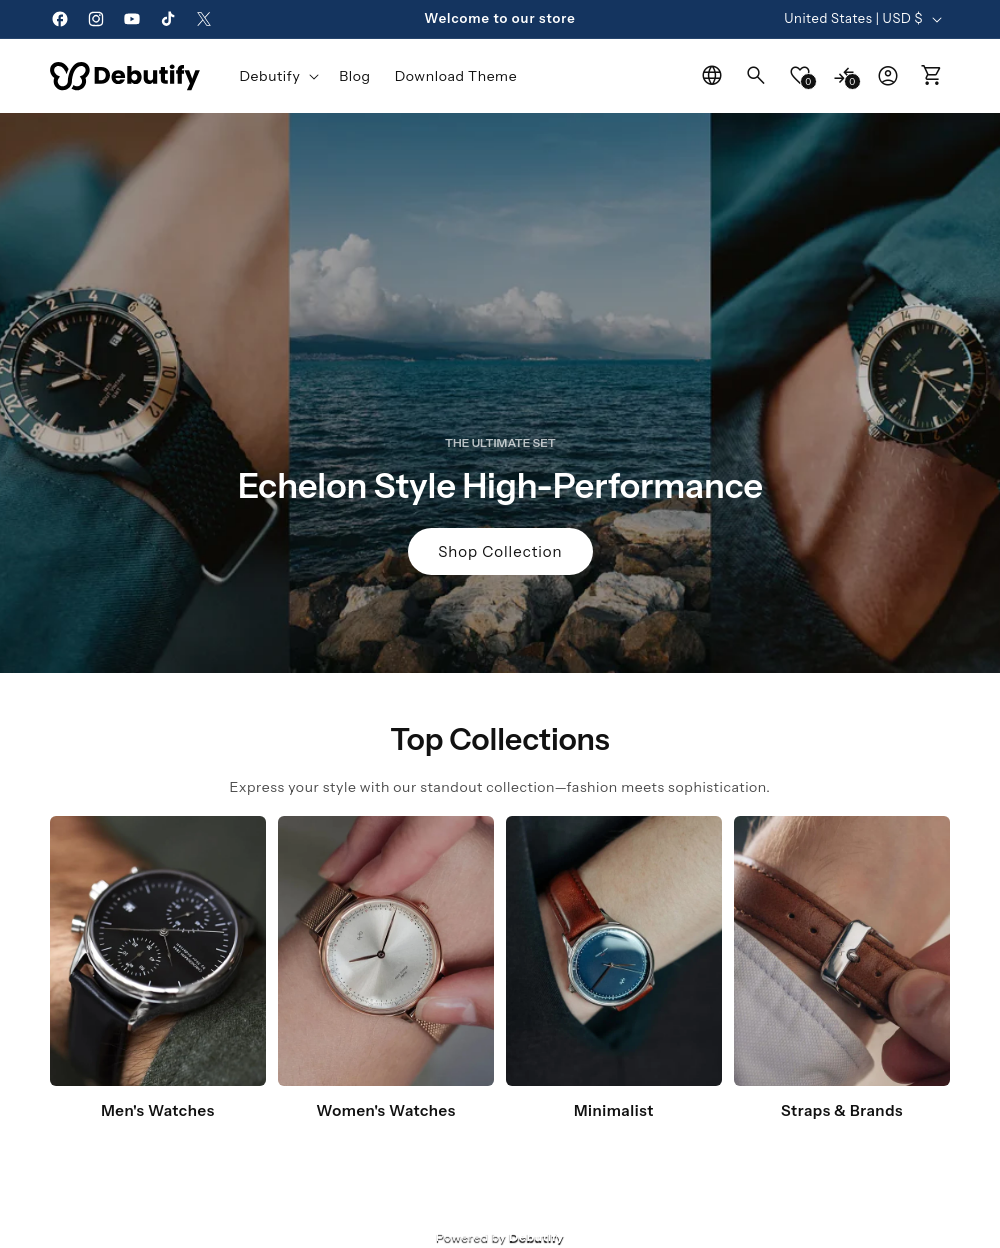 Welcome to our store
United States | USD $
Debutify
Debutify
Blog
Download Theme
0
0
THE ULTIMATE SET
Echelon Style High-Performance
Shop Collection
Top Collections
Express your style with our standout collection—fashion meets sophistication.
Men's Watches
Women's Watches
Minimalist
Straps & Brands
Powered by Debutify